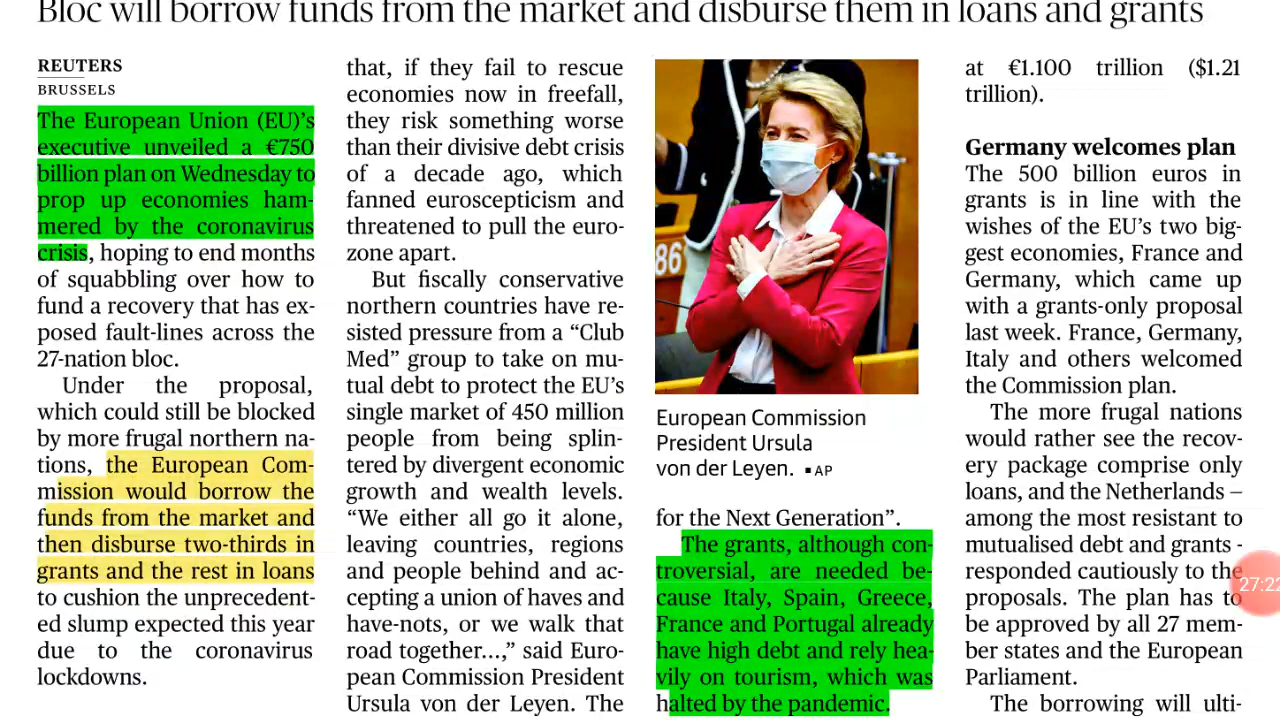 Bloc will borrow funds from the market and disburse them in loans and grants
REUTERS
BRUSSELS
The European Union (EU)'s
executive unveiled a €750
billion plan on Wednesday to
prop up economies ham-
mered by the coronavirus
crisis, hoping to end months
of squabbling over how to
fund a recovery that has ex-
posed fault-lines across the
27-nation bloc.
Under the proposal,
which could still be blocked
by more frugal northern na-
tions, the European Com-
mission would borrow the
funds from the market and
then disburse two-thirds in
grants and the rest in loans
to cushion the unprecedent-
ed slump expected this year
due to the coronavirus
lockdowns.
that, if they fail to rescue
economies now in freefall,
they risk something worse
than their divisive debt crisis
of a decade ago, which
fanned euroscepticism and
threatened to pull the euro-
zone apart.
But fiscally conservative
northern countries have re-
sisted pressure from a “Club
Med” group to take on mu-
tual debt to protect the EU's
single market of 450 million
people from being splin-
tered by divergent economic
growth and wealth levels.
“We either all go it alone,
leaving countries, regions
and people behind and ac-
cepting a union of haves and
have-nots, or we walk that
road together...,” said Euro-
pean Commission President
Ursula von der Leyen. The
86
European Commission
President Ursula
von der Leyen. ▪ AP
for the Next Generation”.
The grants, although con-
troversial, are needed be-
cause Italy, Spain, Greece,
France and Portugal already
have high debt and rely hea-
vily on tourism, which was
halted by the pandemic.
at €1.100 trillion ($1.21
trillion).
Germany welcomes plan
The 500 billion euros in
grants is in line with the
wishes of the EU's two big-
gest economies, France and
Germany, which came up
with a grants-only proposal
last week. France, Germany,
Italy and others welcomed
the Commission plan.
The more frugal nations
would rather see the recov-
ery package comprise only
loans, and the Netherlands –
among the most resistant to
mutualised debt and grants -
responed cautiously to the
proposals. The plan has to
be approved by all 27 mem-
ber states and the European
Parliament.
The borrowing will ulti-
27:22